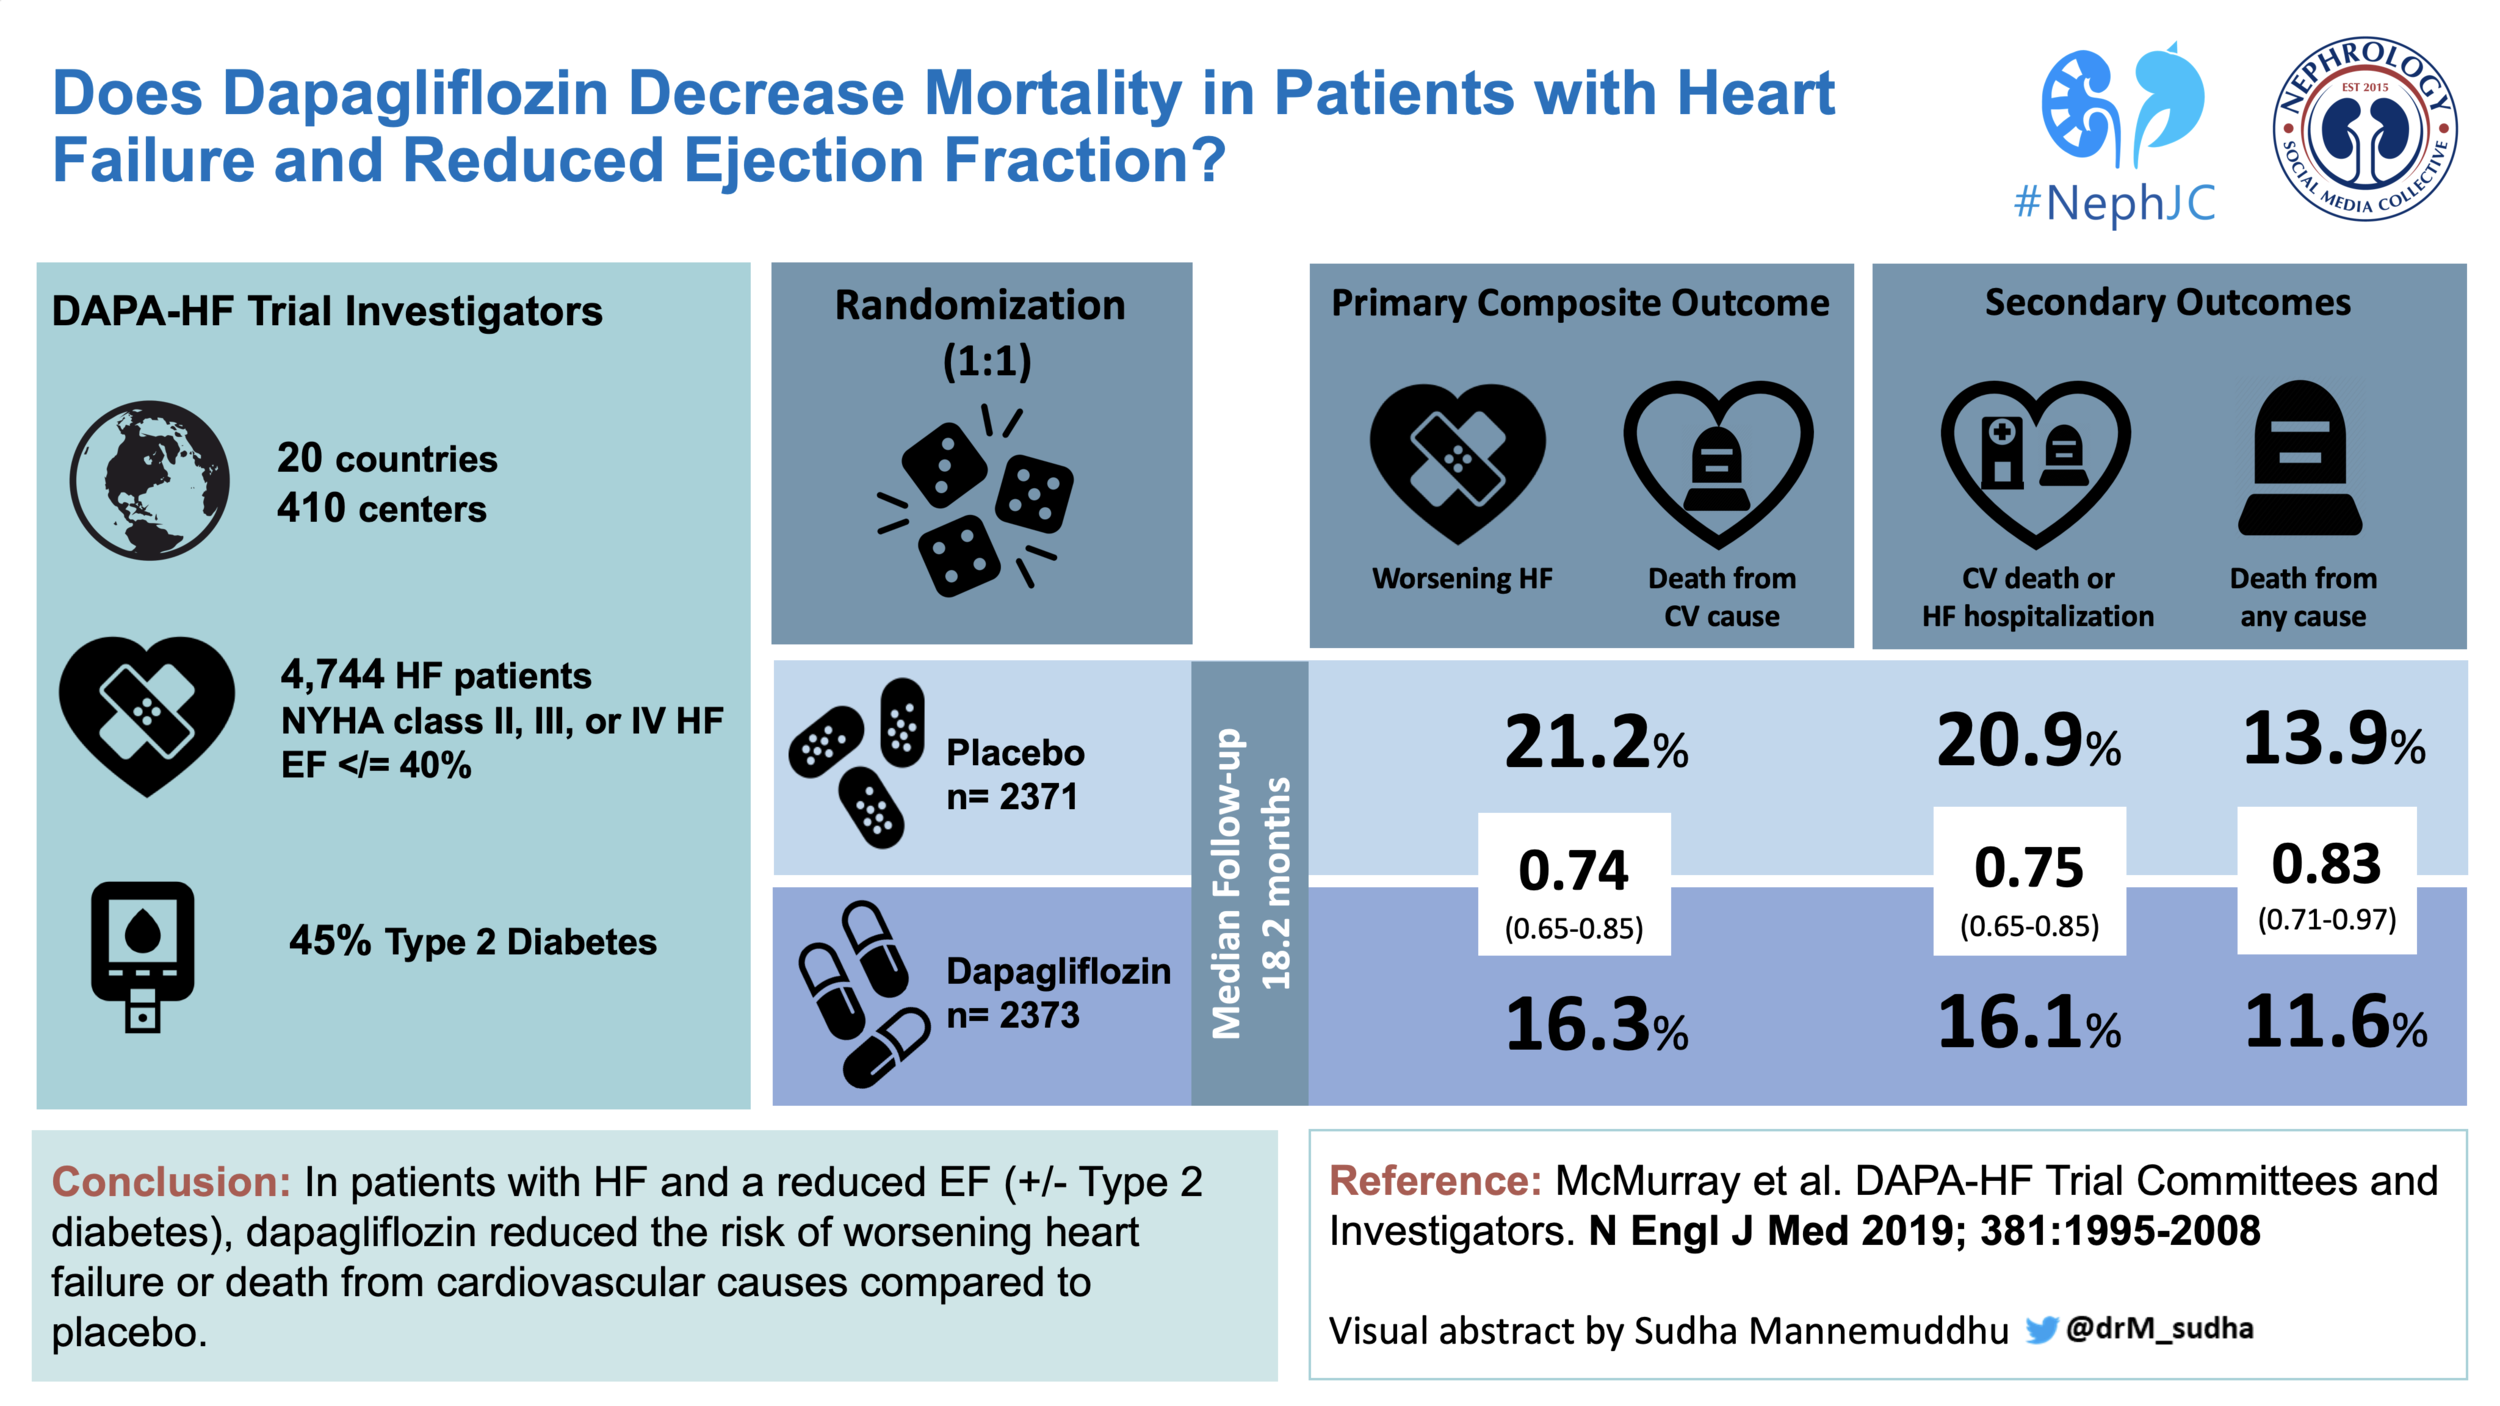 Does Dapagliflozin Decrease Mortality in Patients with Heart
Failure and Reduced Ejection Fraction?
#NephJC
NEPHROLOGY
EST 2015
SOCIAL MEDIA COLLECTIVE
DAPA-HF Trial Investigators
20 countries
410 centers
4,744 HF patients
NYHA class II, III, or IV HF
EF </= 40%
45% Type 2 Diabetes
Randomization
(1:1)
Primary Composite Outcome
Worsening HF
Death from
CV cause
Secondary Outcomes
CV death or
HF hospitalization
Death from
any cause
Placebo
n= 2371
Dapagliflozin
n= 2373
Median Follow-up
18.2 months
21.2%
20.9%
13.9%
0.74
(0.65-0.85)
0.75
(0.65-0.85)
0.83
(0.71-0.97)
16.3%
16.1%
11.6%
Conclusion: In patients with HF and a reduced EF (+/- Type 2
diabetes), dapagliflozin reduced the risk of worsening heart
failure or death from cardiovascular causes compared to
placebo.
Reference: McMurray et al. DAPA-HF Trial Committees and
Investigators. N Engl J Med 2019; 381:1995-2008
Visual abstract by Sudha Mannemuddhu @drM_sudha